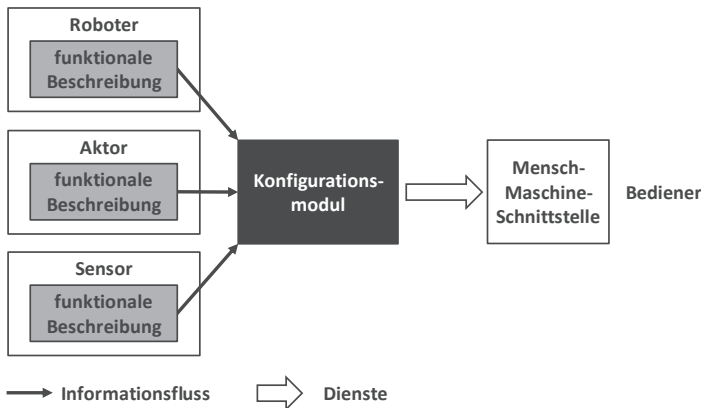 Roboter
funktionale
Beschreibung
Aktor
funktionale
Beschreibung
Sensor
funktionale
Beschreibung
Konfigurations-
modul
Mensch-
Maschine-
Schnittstelle
Bediener
Informationsfluss
Dienste